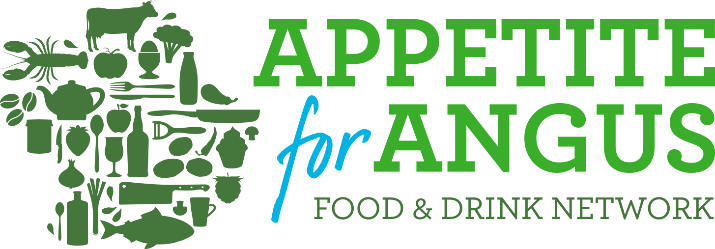 APPETITE
for ANGUS
FOOD & DRINK NETWORK